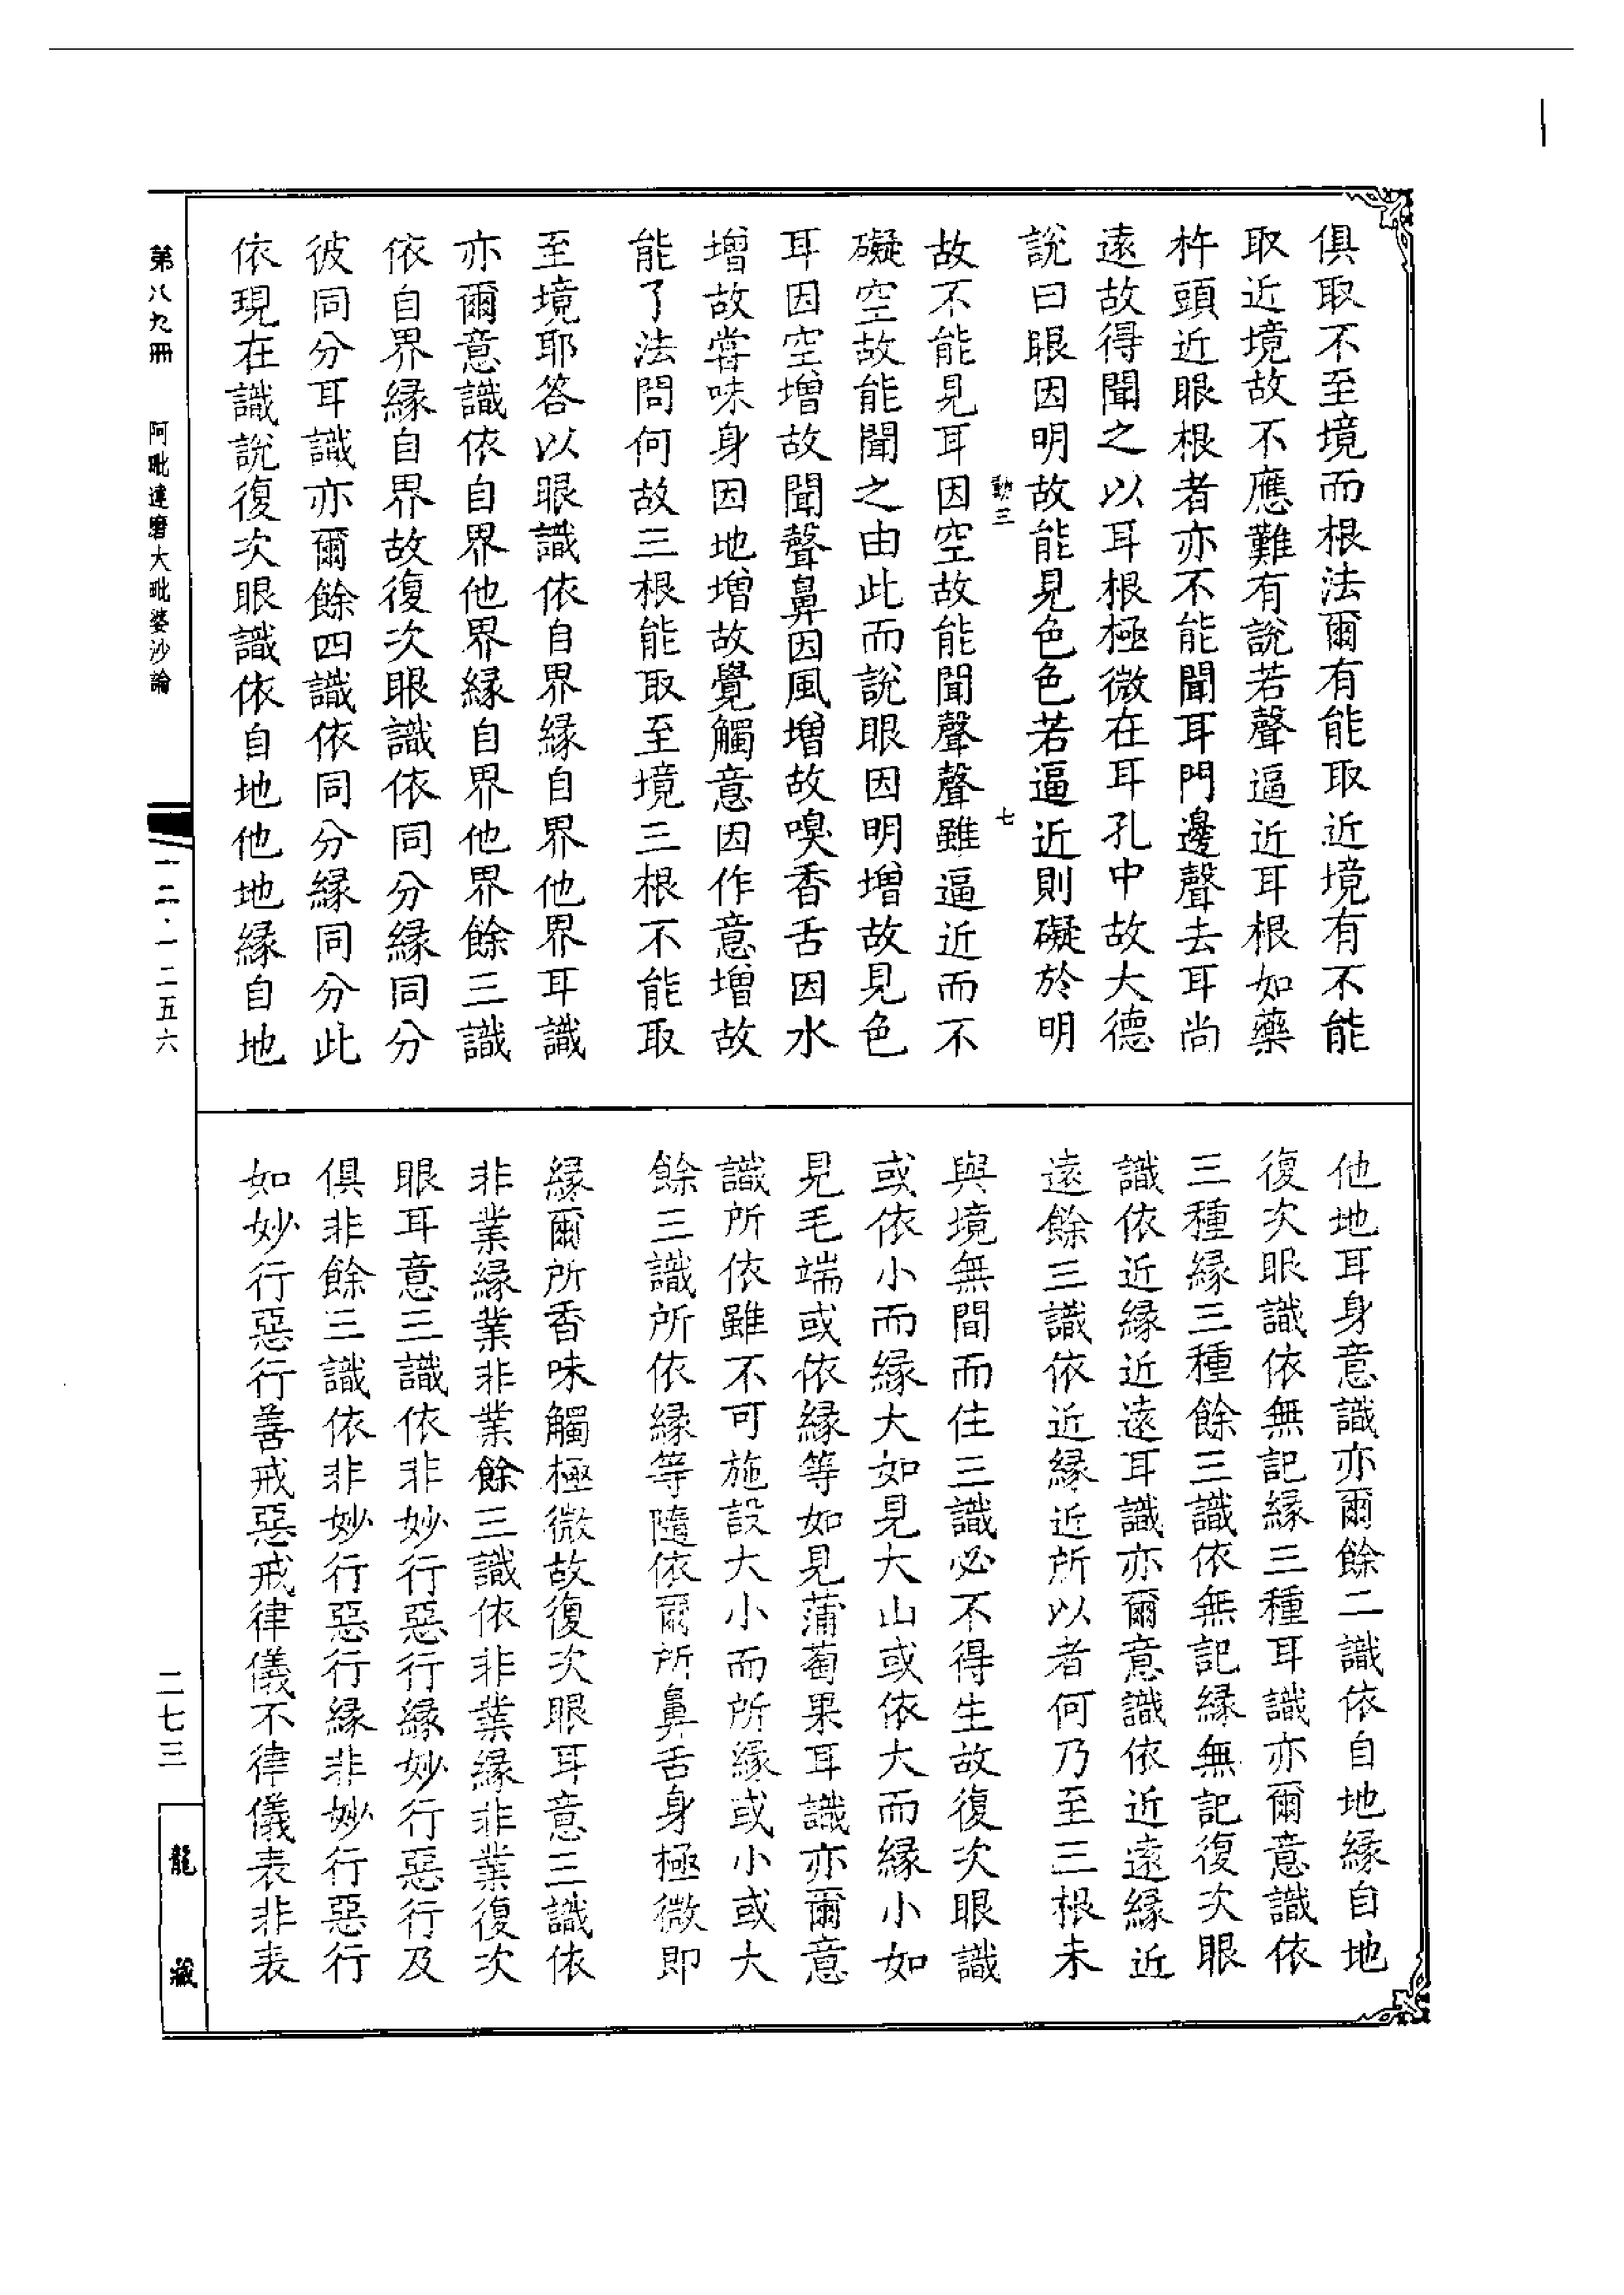 俱取不至境而根法爾有能取近境有不能
取近境故不應難有說若聲逼近耳根如藥
杵頭近眼根者亦不能聞耳門邊聲去耳尚
遠故得聞之以耳根極微在耳孔中故大德
說曰眼因明故能見色色若逼近則礙於明
動三
七
故不能見耳因空故能聞聲聲雖逼近而不
礙空故能聞之由此而說眼因明增故見色
耳因空增故聞聲鼻因風增故嗅香舌因水
增故嘗味身因地增故覺觸意因作意增故
能了法問何故三根能取至境三根不能取
至境耶答以眼識依自界緣自界他界耳識
亦爾意識依自界他界緣自界他界餘三識
依自界緣自界故復次眼識依同分緣同分
彼同分耳識亦爾餘四識依同分緣同分此
依現在識說復次眼識依自地他地緣自地
他地耳身意識亦爾餘二識依自地緣自地
復次眼識依無記緣三種耳識亦爾意識依
三種緣三種餘三識依無記緣無記復次眼
識依近緣近遠耳識亦爾意識依近遠緣近
遠餘三識依近緣近所以者何乃至三根未
與境無間而住三識必不得生故復次眼識
或依小而緣大如見大山或依大而緣小如
見毛端或依緣等如見蒲萄果耳識亦爾意
識所依雖不可施設大小而所緣或小或大
餘三識所依緣等隨依爾所鼻舌身極微即
緣爾所香味觸極微故復次眼耳意三識依
非業緣業非業餘三識依非業緣非業復次
眼耳意三識依非妙行惡行緣妙行惡行及
俱非餘三識依非妙行惡行緣非妙行惡行
如妙行惡行善戒惡戒律儀不律儀表非表
第八九冊
阿毗達磨大毗婆沙論
一二·一二五六
二七三
龍藏